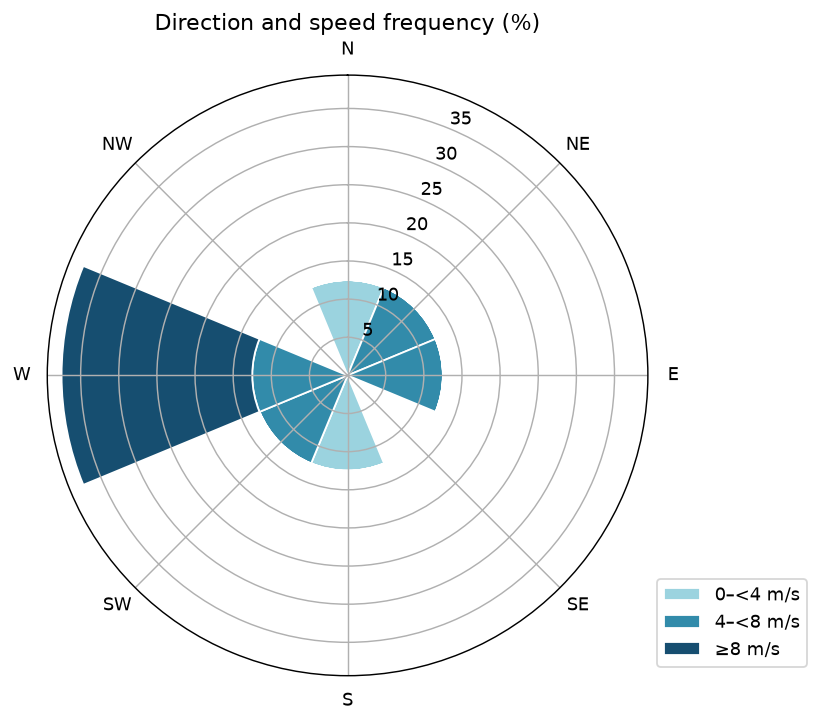 Direction and speed frequency (%)
N
NW
NE
35
30
25
20
15
10
5
W
E
SW
SE
S
0–<4 m/s
4–<8 m/s
≥8 m/s